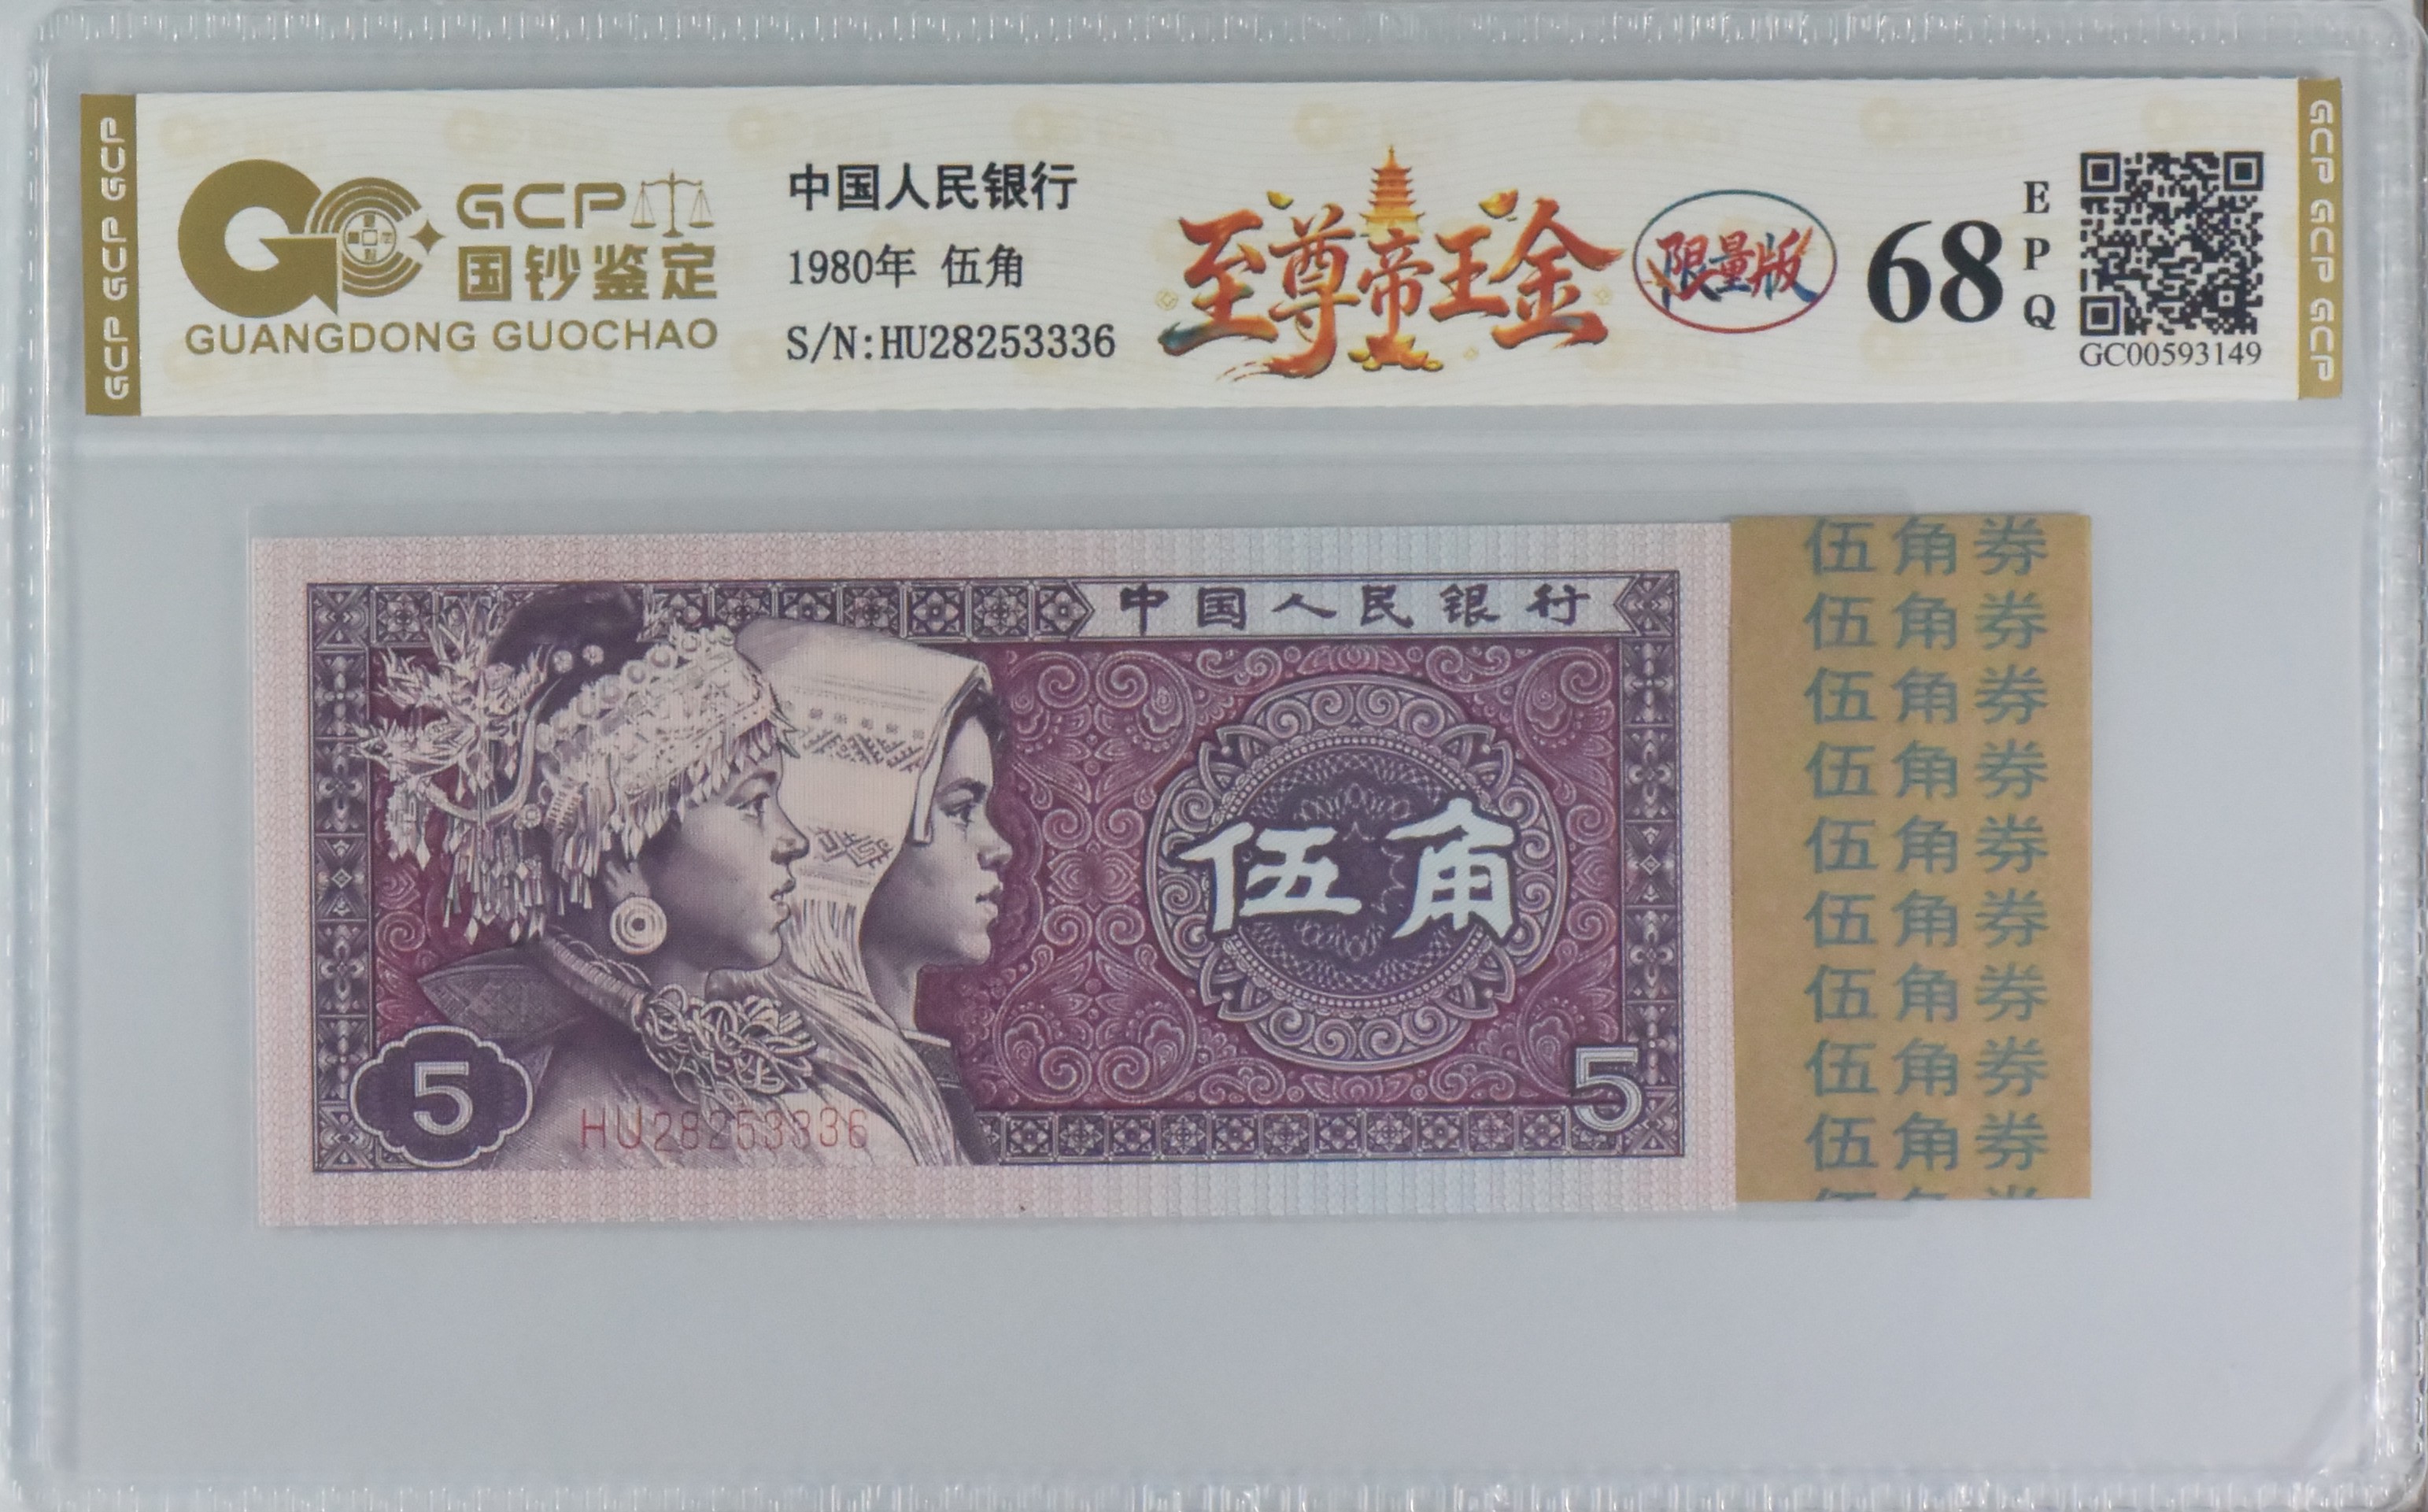 GCP
国钞鉴定
GUANGDONG GUOCHAO
中国人民银行
1980年 伍角
S/N:HU28253336
至尊帝王金
限量版
68
EPQ
GC00593149
GCP GCP GCP
GCP GCP GCP
中国人民银行
伍角
5
HU28253336
5
伍角券
伍角券
伍角券
伍角券
伍角券
伍角券
伍角券
伍角券
伍角券